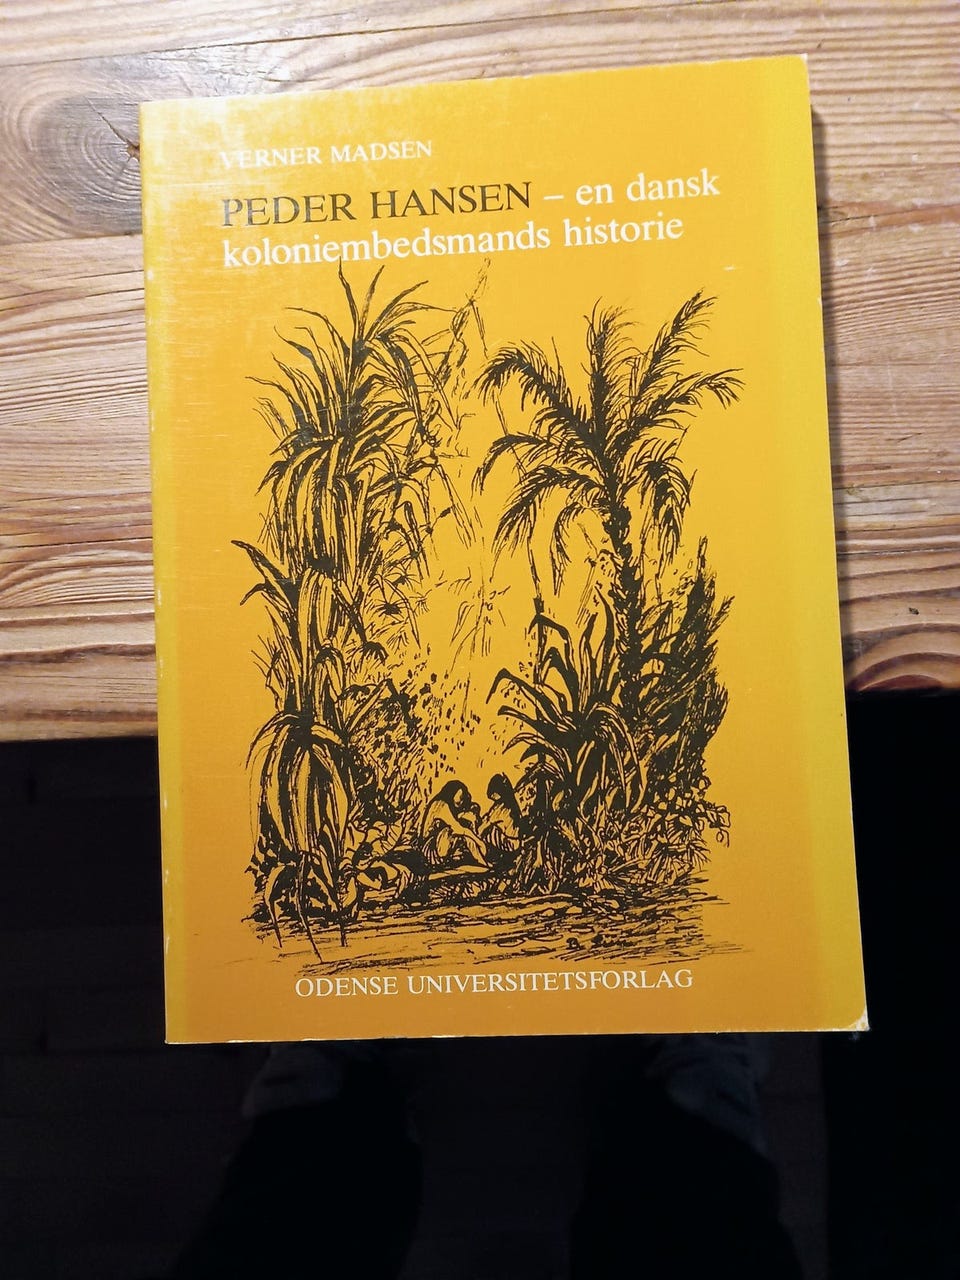 VERNER MADSEN
PEDER HANSEN – en dansk
koloniembedsmands historie
ODENSE UNIVERSITETSFORLAG